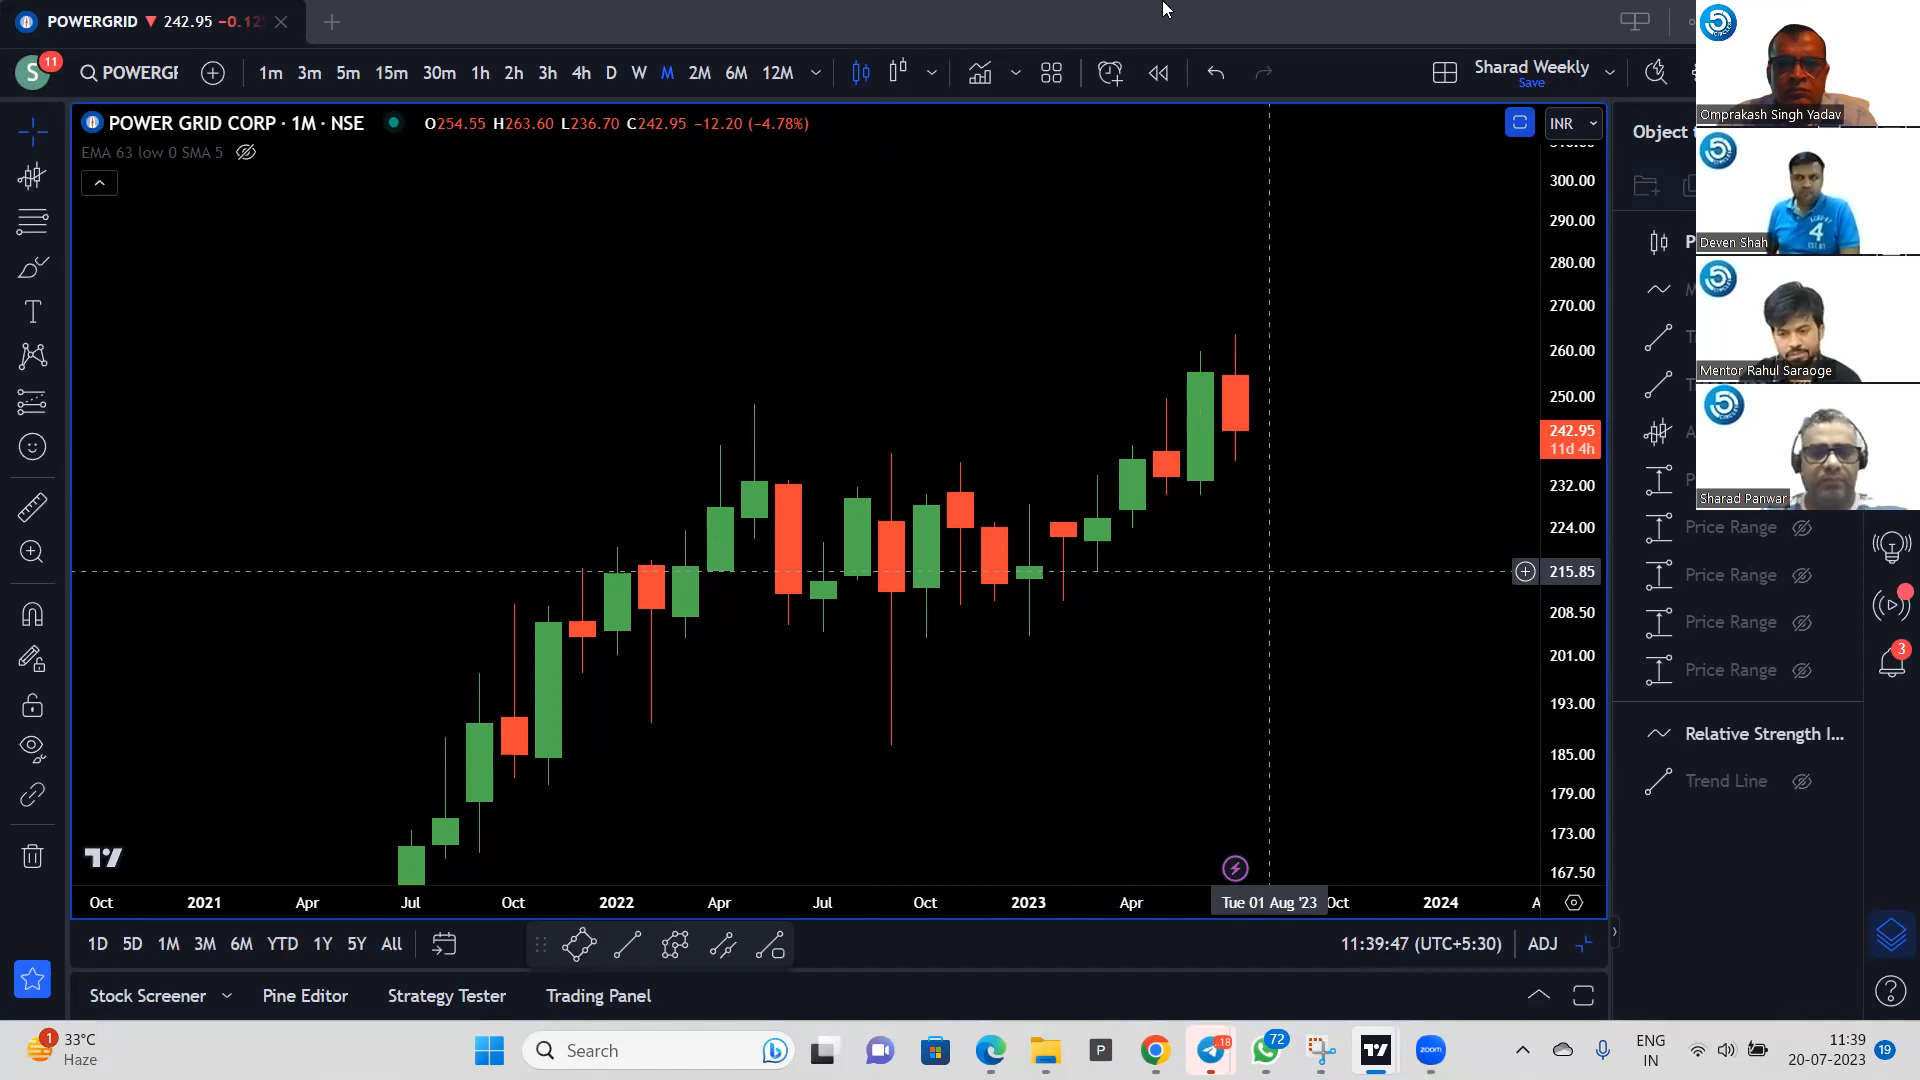 POWERGRID ▼ 242.95 −0.12
S 11 POWERGI 1m 3m 5m 15m 30m 1h 2h 3h 4h D W M 2M 6M 12M
Sharad Weekly
Save
POWER GRID CORP · 1M · NSE O254.55 H263.60 L236.70 C242.95 −12.20 (−4.78%)
EMA 63 low 0 SMA 5
INR
300.00
290.00
280.00
270.00
260.00
250.00
242.95
11d 4h
232.00
224.00
215.85
208.50
201.00
193.00
185.00
179.00
173.00
167.50
Oct 2021 Apr Jul Oct 2022 Apr Jul Oct 2023 Apr Tue 01 Aug '23 Oct 2024 A
1D 5D 1M 3M 6M YTD 1Y 5Y All
11:39:47 (UTC+5:30) ADJ
Stock Screener Pine Editor Strategy Tester Trading Panel
Object
Price Range
Price Range
Price Range
Price Range
Relative Strength I...
Trend Line
3
Omprakash Singh Yadav
4
Deven Shah
Mentor Rahul Saraoge
Sharad Panwar
1 33°C
Haze
Search
P
18
72
zoom
ENG
IN
11:39
20-07-2023
19